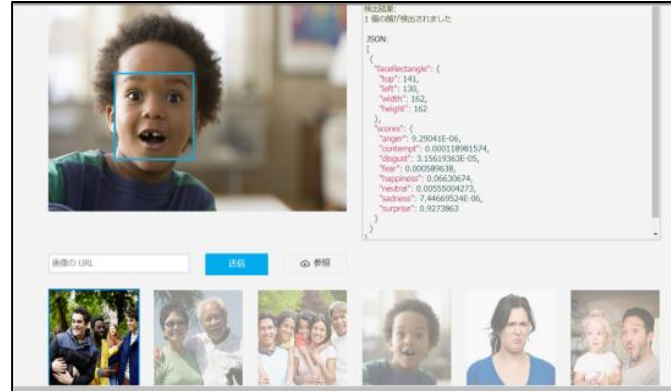 検出結果:
1 個の顔が検出されました
JSON:
[
{
"faceRectangle": {
"top": 141,
"left": 130,
"width": 162,
"height": 162
},
"scores": {
"anger": 9.29041E-06,
"contempt": 0.000118981574,
"disgust": 3.15619363E-05,
"fear": 0.000589638,
"happiness": 0.06630674,
"neutral": 0.00555004273,
"sadness": 7.44669524E-06,
"surprise": 0.9273863
}
}
]
画像の URL
送信
参照